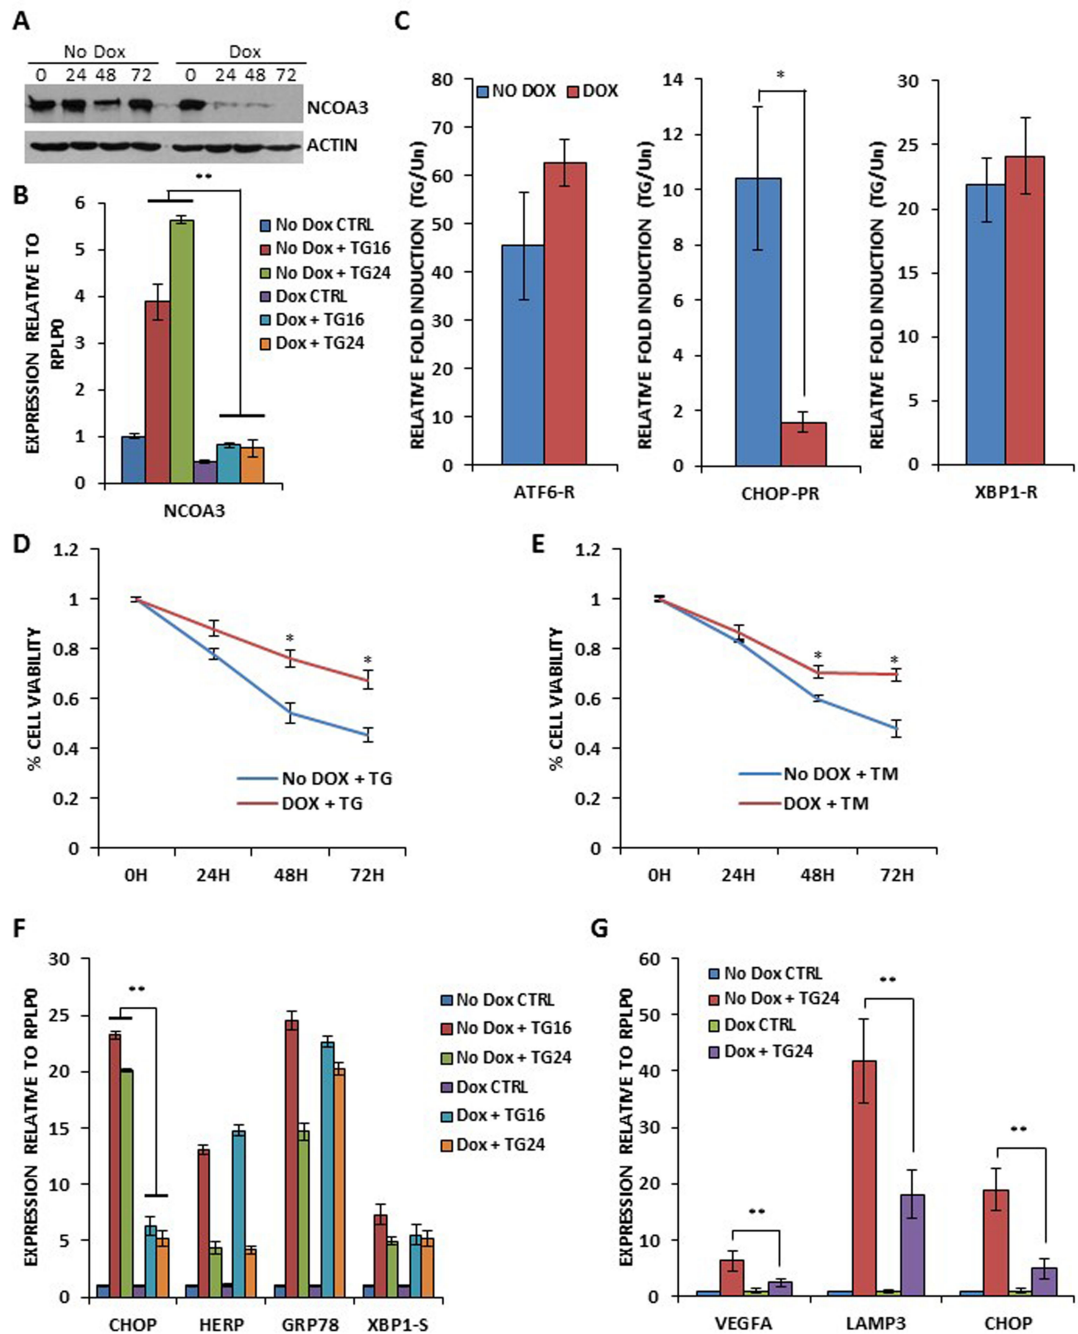 A
No Dox Dox
0 24 48 72 0 24 48 72
NCOA3
ACTIN
B
EXPRESSION RELATIVE TO
RPLP0
6
5
4
3
2
1
0
**
No Dox CTRL
No Dox + TG16
No Dox + TG24
Dox CTRL
Dox + TG16
Dox + TG24
NCOA3
C
RELATIVE FOLD INDUCTION (TG/Un)
80
70
60
50
40
30
20
10
0
NO DOX DOX
ATF6-R
RELATIVE FOLD INDUCTION (TG/Un)
14
12
10
8
6
4
2
0
*
CHOP-PR
RELATIVE FOLD INDUCTION (TG/Un)
30
25
20
15
10
5
0
XBP1-R
D
% CELL VIABILITY
1.2
1
0.8
0.6
0.4
0.2
0
*
*
No DOX + TG
DOX + TG
0H 24H 48H 72H
E
% CELL VIABILITY
1.2
1
0.8
0.6
0.4
0.2
0
*
*
No DOX + TM
DOX + TM
0H 24H 48H 72H
F
EXPRESSION RELATIVE TO RPLP0
30
25
20
15
10
5
0
**
No Dox CTRL
No Dox + TG16
No Dox + TG24
Dox CTRL
Dox + TG16
Dox + TG24
CHOP HERP GRP78 XBP1-S
G
EXPRESSION RELATIVE TO RPLP0
60
50
40
30
20
10
0
No Dox CTRL
No Dox + TG24
Dox CTRL
Dox + TG24
**
**
**
VEGFA LAMP3 CHOP